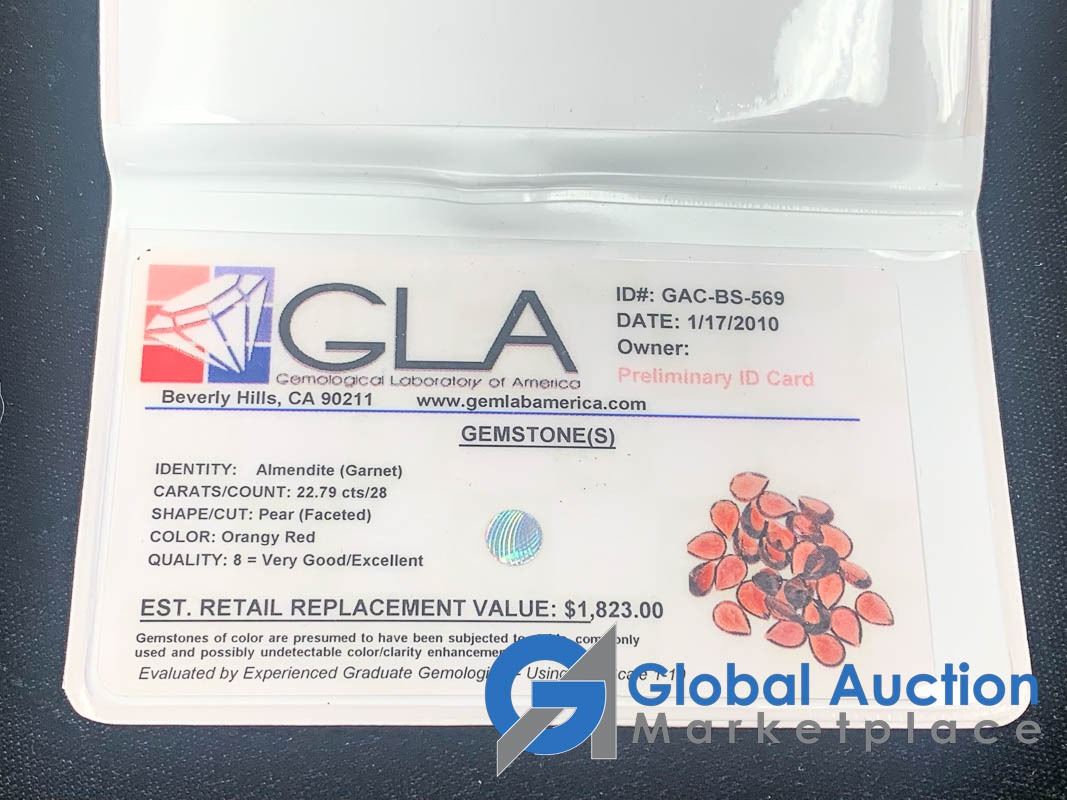 GLA
Gemological Laboratory of America
Beverly Hills, CA 90211 www.gemlabamerica.com
ID#: GAC-BS-569
DATE: 1/17/2010
Owner:
Preliminary ID Card
GEMSTONE(S)
IDENTITY: Almendite (Garnet)
CARATS/COUNT: 22.79 cts/28
SHAPE/CUT: Pear (Faceted)
COLOR: Orangy Red
QUALITY: 8 = Very Good/Excellent
EST. RETAIL REPLACEMENT VALUE: $1,823.00
Gemstones of color are presumed to have been subjected to
used and possibly undetectable color/clarity
Evaluated by Experienced Graduate - Using 1-10
Global Auction
Marketplace